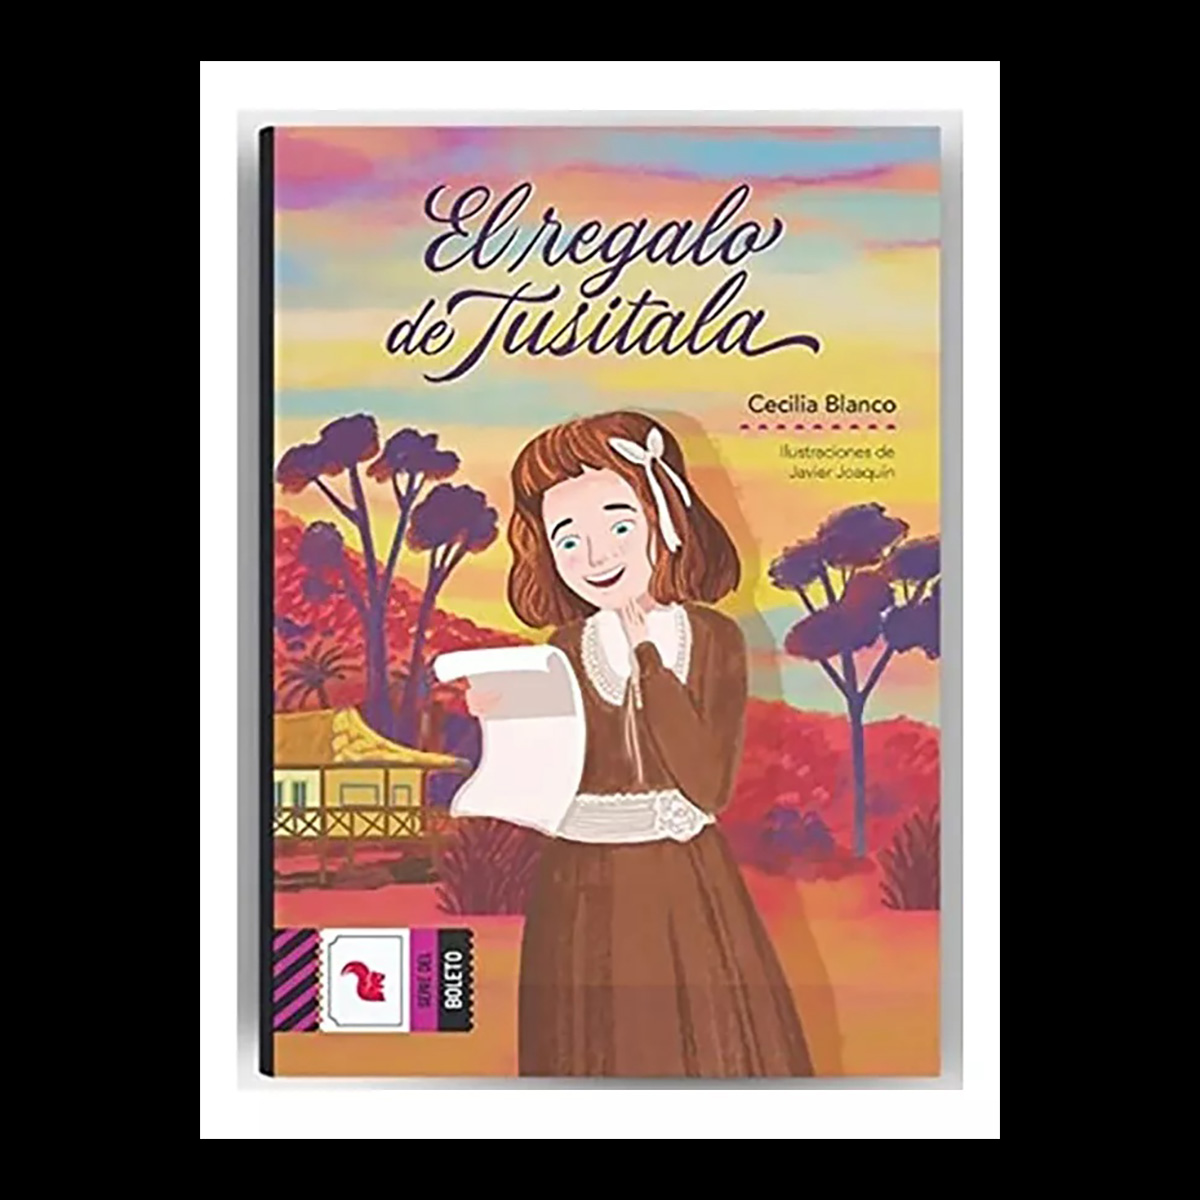 El regalo
de Tusitala
Cecilia Blanco
Ilustraciones de
Javier Joaquín
SERIE DEL
BOLETO